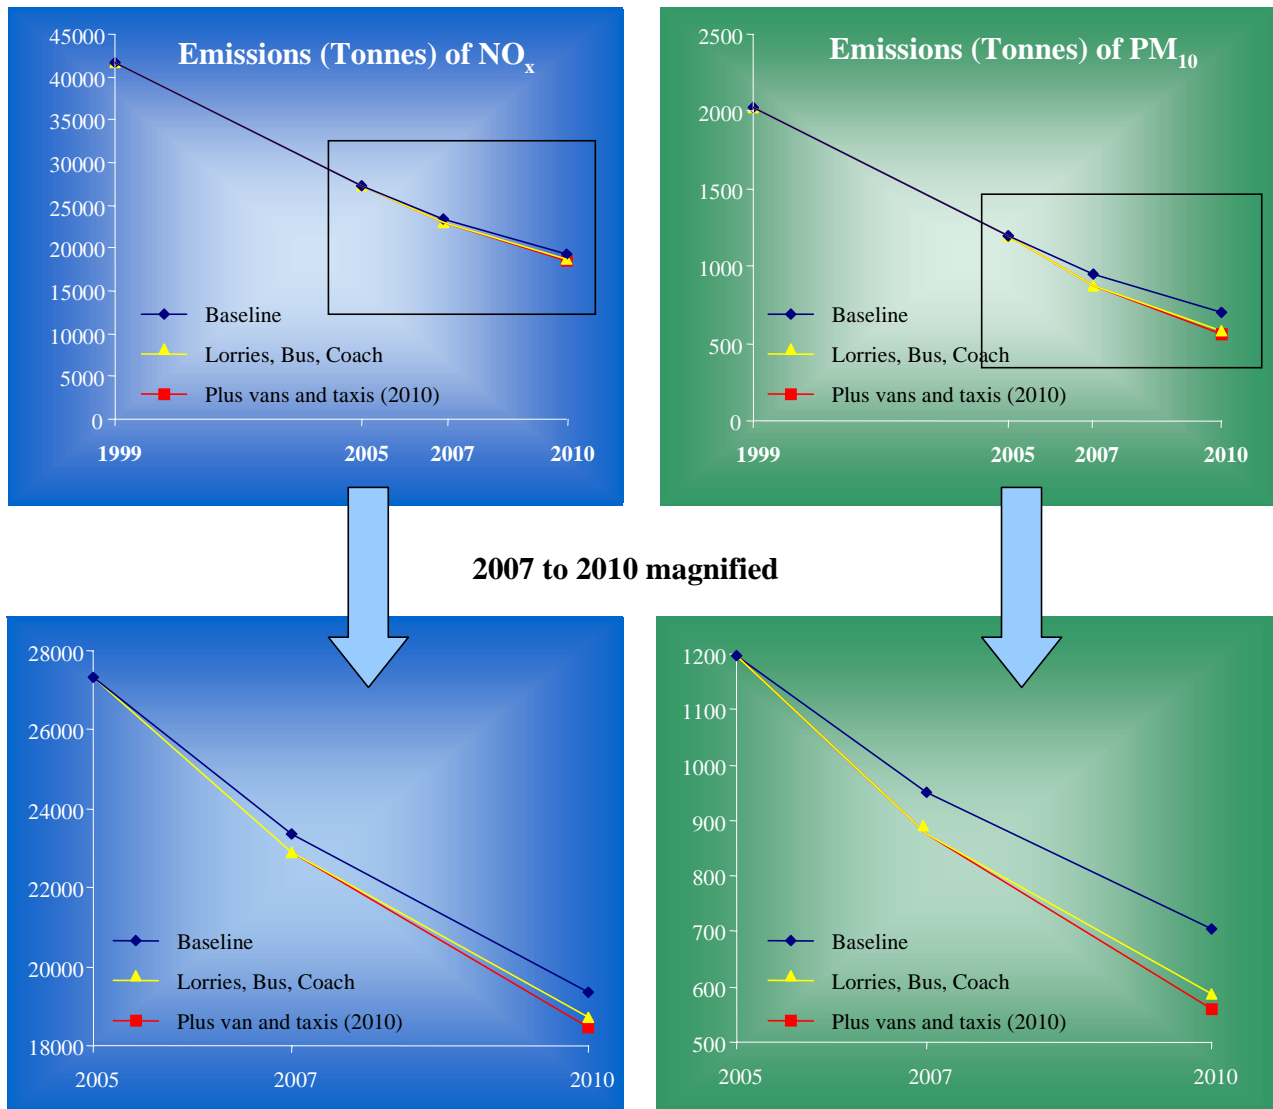 Emissions (Tonnes) of NOx
45000
40000
35000
30000
25000
20000
15000
10000
5000
0
Baseline
Lorries, Bus, Coach
Plus vans and taxis (2010)
1999 2005 2007 2010
Emissions (Tonnes) of PM10
2500
2000
1500
1000
500
0
Baseline
Lorries, Bus, Coach
Plus vans and taxis (2010)
1999 2005 2007 2010
2007 to 2010 magnified
28000
26000
24000
22000
20000
18000
Baseline
Lorries, Bus, Coach
Plus van and taxis (2010)
2005 2007 2010
1200
1100
1000
900
800
700
600
500
Baseline
Lorries, Bus, Coach
Plus vans and taxis (2010)
2005 2007 2010